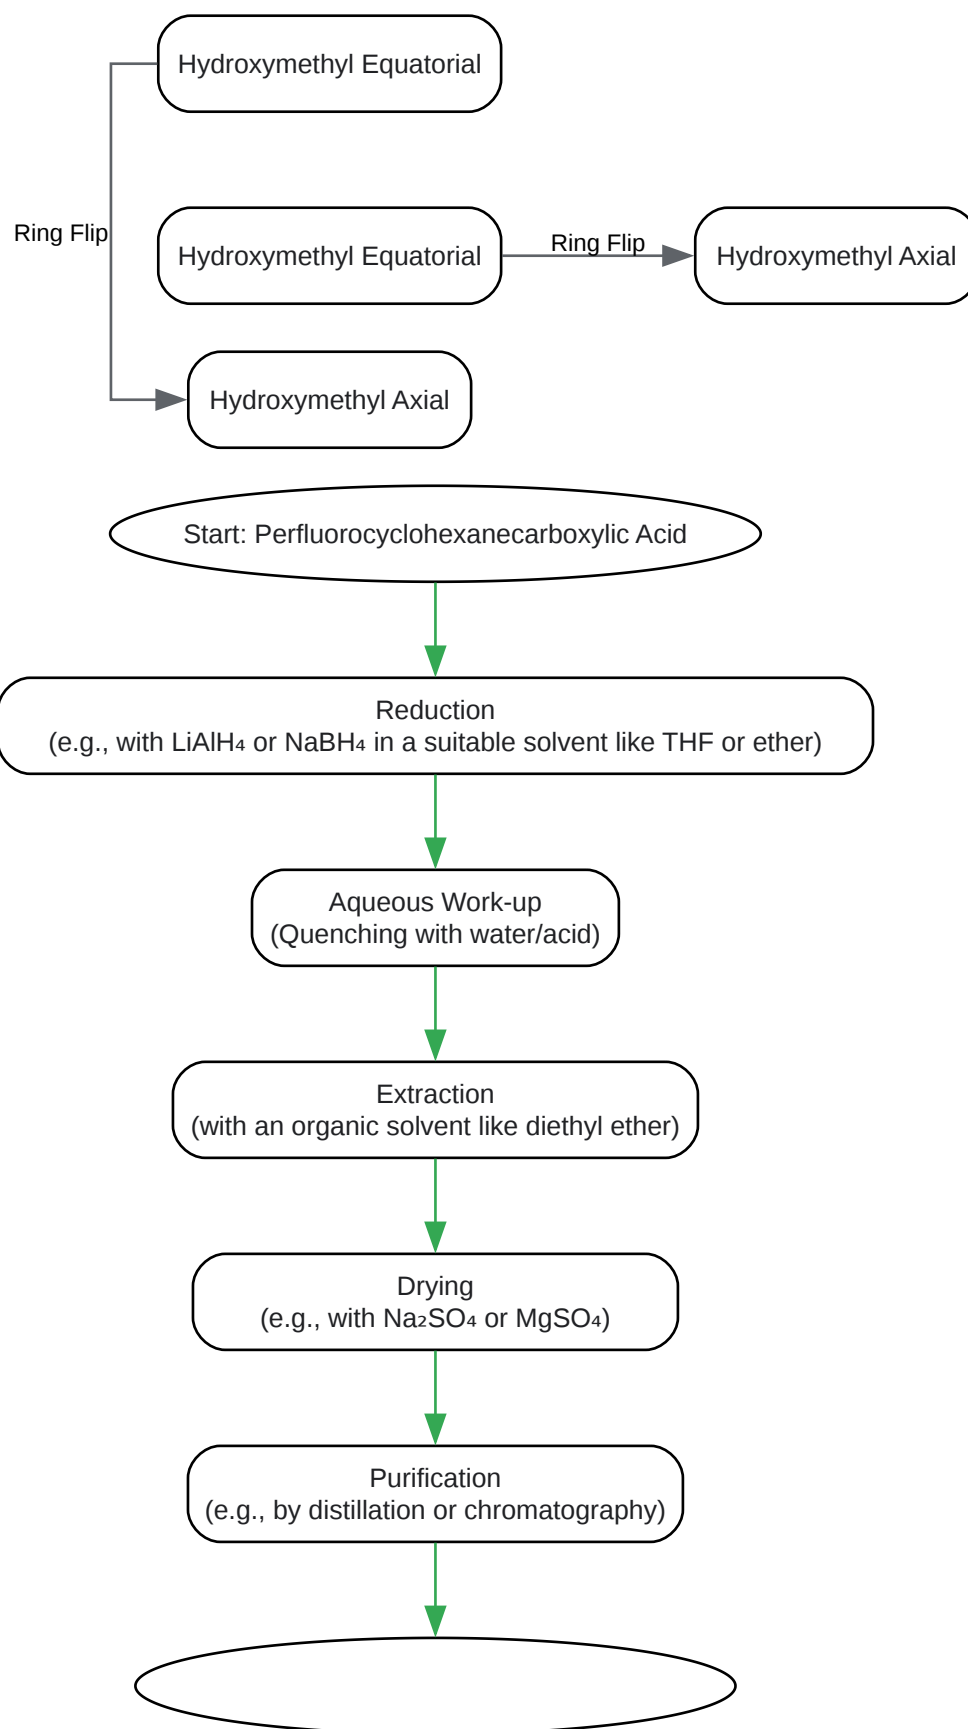 Hydroxymethyl Equatorial
Ring Flip
Hydroxymethyl Equatorial
Ring Flip
Hydroxymethyl Axial
Hydroxymethyl Axial
Start: Perfluorocyclohexanecarboxylic Acid
Reduction
(e.g., with LiAlH₄ or NaBH₄ in a suitable solvent like THF or ether)
Aqueous Work-up
(Quenching with water/acid)
Extraction
(with an organic solvent like diethyl ether)
Drying
(e.g., with Na₂SO₄ or MgSO₄)
Purification
(e.g., by distillation or chromatography)